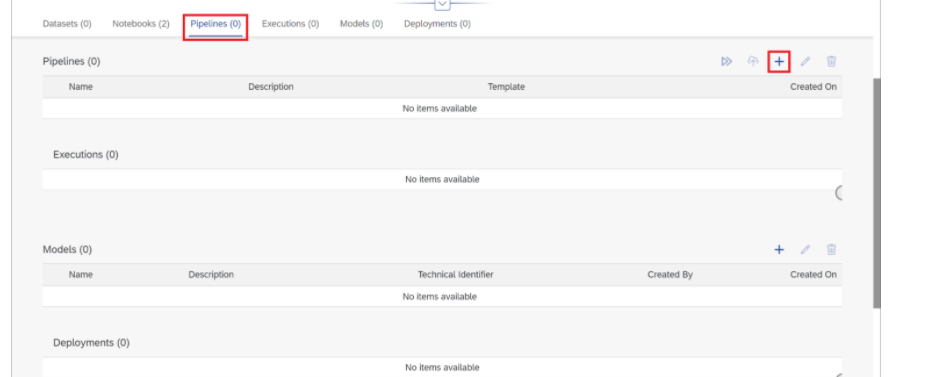 Datasets (0) Notebooks (2) Pipelines (0) Executions (0) Models (0) Deployments (0)
Pipelines (0)
Name Description Template Created On
No items available
Executions (0)
No items available
Models (0)
Name Description Technical Identifier Created By Created On
No items available
Deployments (0)
No items available